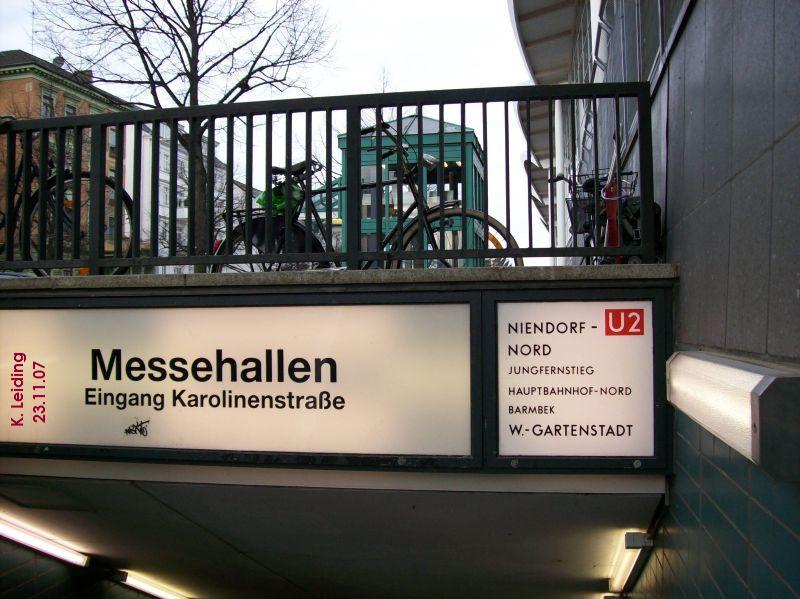 Messehallen
Eingang Karolinenstraße
K. Leiding
23.11.07
NIENDORF - U2
NORD
JUNGFERNSTIEG
HAUPTBAHNHOF-NORD
BARMBEK
W.-GARTENSTADT